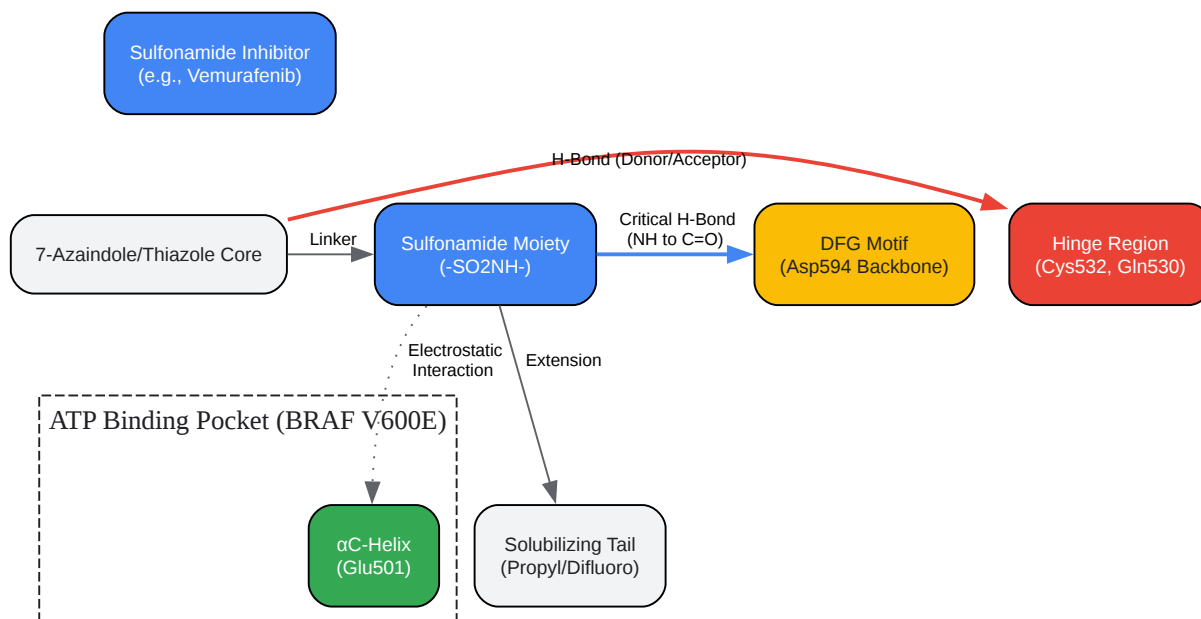 Sulfonamide Inhibitor
(e.g., Vemurafenib)
H-Bond (Donor/Acceptor)
7-Azaindole/Thiazole Core
Linker
Sulfonamide Moiety
(-SO2NH-)
Critical H-Bond
(NH to C=O)
DFG Motif
(Asp594 Backbone)
Hinge Region
(Cys532, Gln530)
Electrostatic
Interaction
Extension
ATP Binding Pocket (BRAF V600E)
αC-Helix
(Glu501)
Solubilizing Tail
(Propyl/Difluoro)